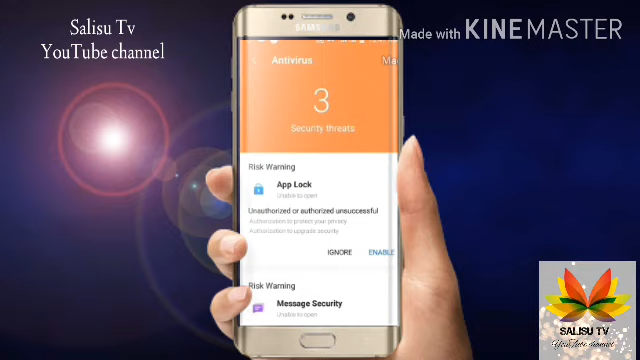 Salisu Tv
YouTube channel
Made with KINEMASTER
SAMSUNG
Antivirus
3
Security threats
Risk Warning
App Lock
Unable to open
Unauthorized or authorized unsuccessful
Authorization to protect your privacy
Authorization to upgrade security
IGNORE
ENABLE
Risk Warning
Message Security
Unable to open
SALISU TV
YouTube channel